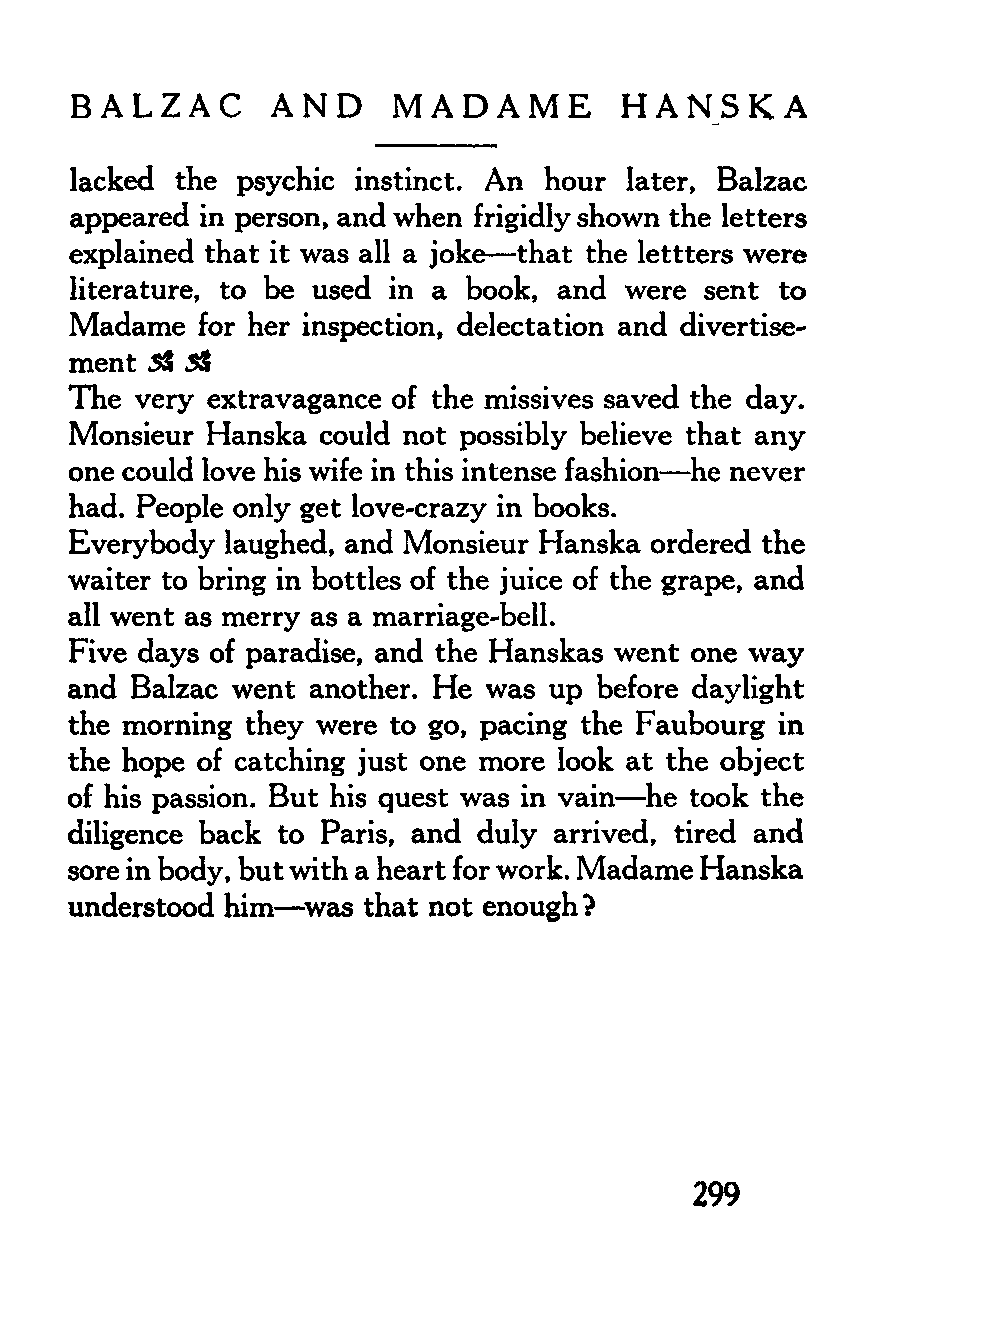 BALZAC AND MADAME HANSKA
lacked the psychic instinct. An hour later, Balzac
appeared in person, and when frigidly shown the letters
explained that it was all a joke—that the lettters were
literature, to be used in a book, and were sent to
Madame for her inspection, delectation and divertise-
ment
The very extravagance of the missives saved the day.
Monsieur Hanska could not possibly believe that any
one could love his wife in this intense fashion—he never
had. People only get love-crazy in books.
Everybody laughed, and Monsieur Hanska ordered the
waiter to bring in bottles of the juice of the grape, and
all went as merry as a marriage-bell.
Five days of paradise, and the Hanskas went one way
and Balzac went another. He was up before daylight
the morning they were to go, pacing the Faubourg in
the hope of catching just one more look at the object
of his passion. But his quest was in vain—he took the
diligence back to Paris, and duly arrived, tired and
sore in body, but with a heart for work. Madame Hanska
understood him—was that not enough?
299